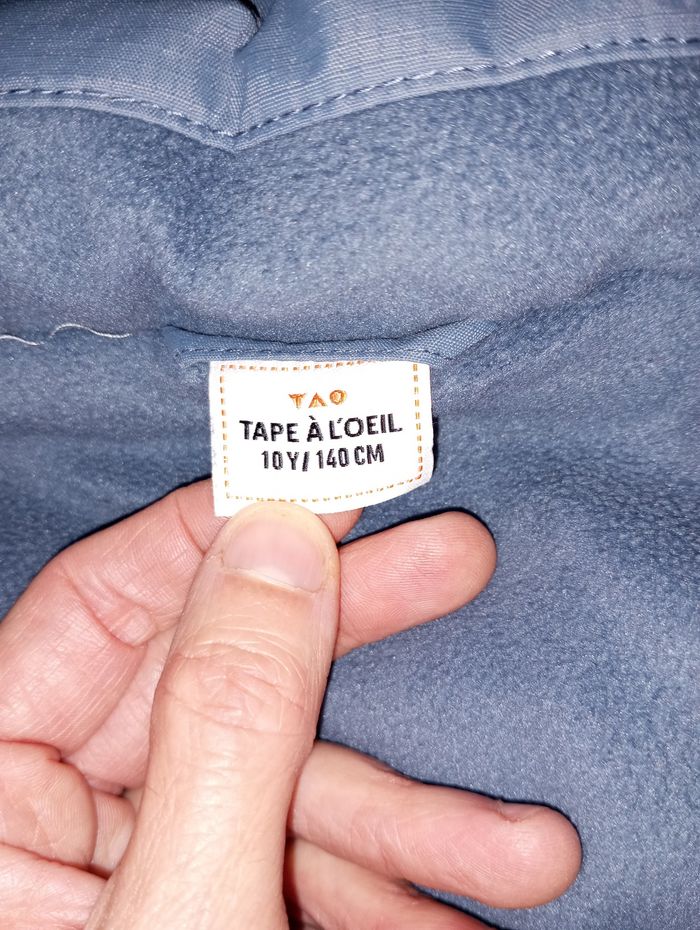 TAO
TAPE À L'OEIL
10 Y / 140 CM